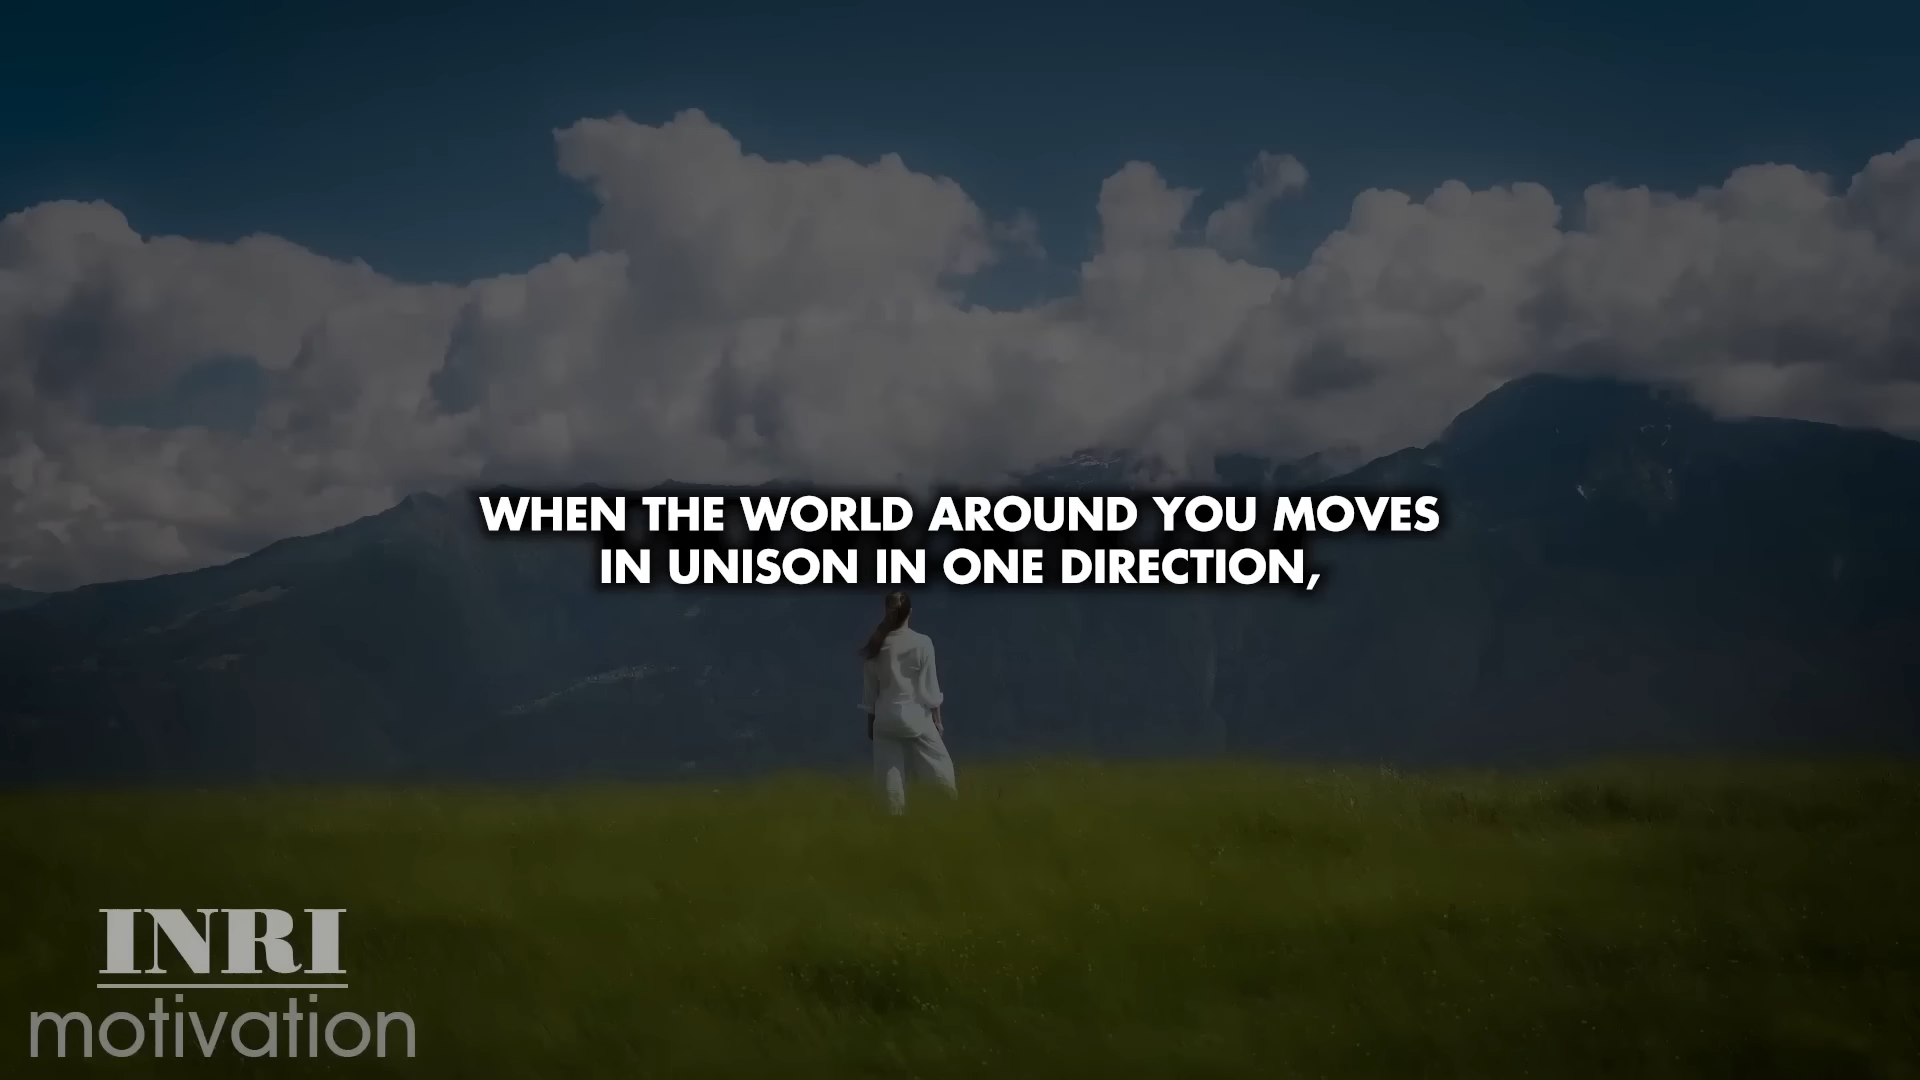 WHEN THE WORLD AROUND YOU MOVES
IN UNISON IN ONE DIRECTION,
INRI
motivation